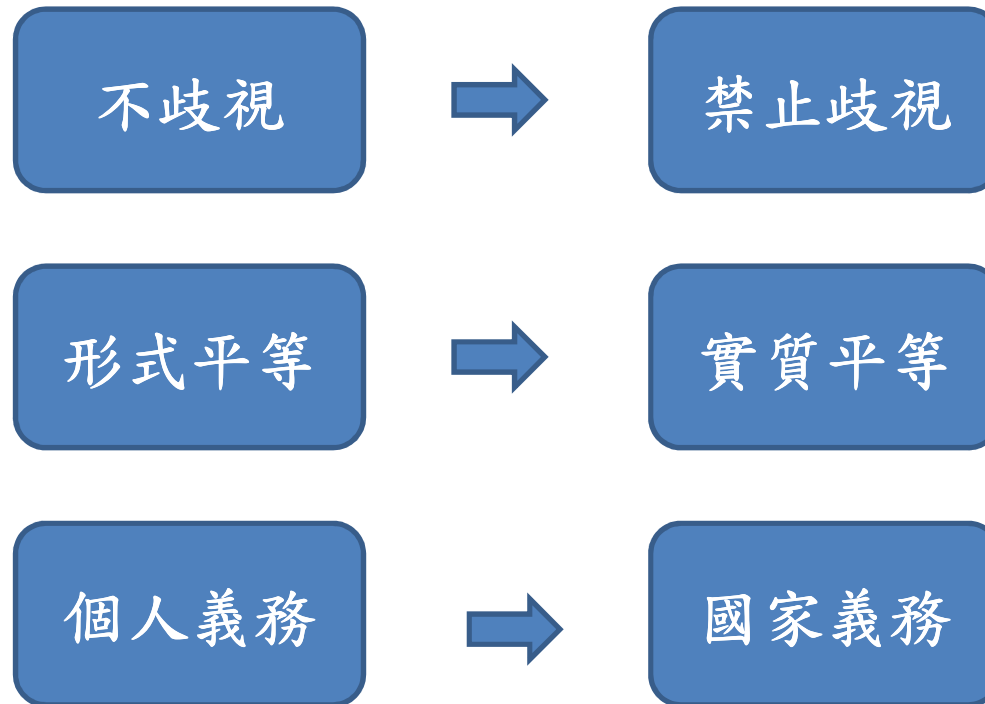 不歧視
禁止歧視
形式平等
實質平等
個人義務
國家義務